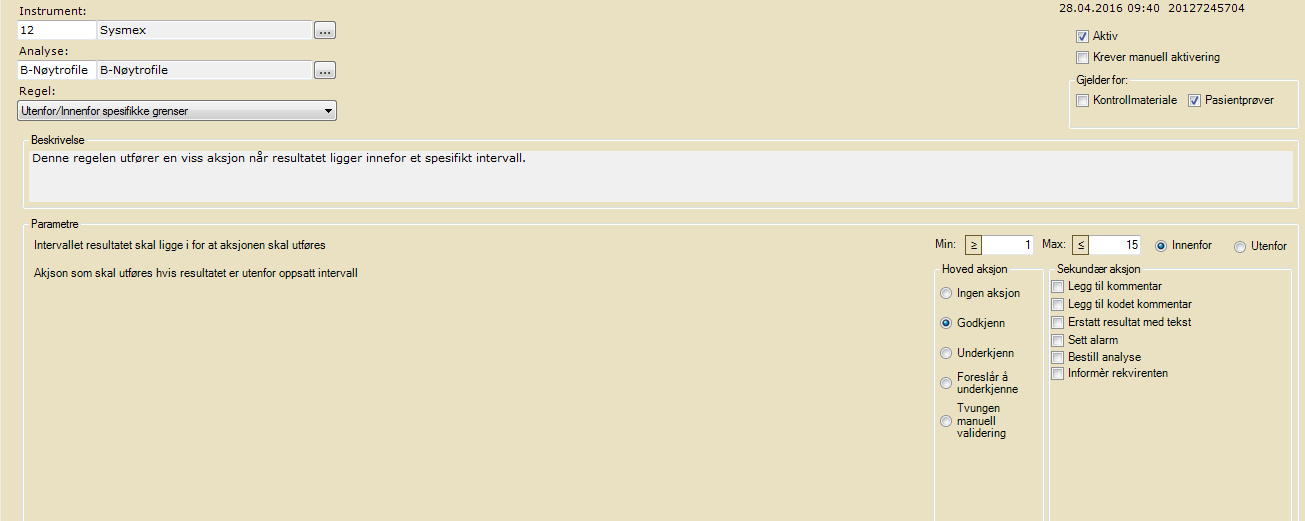 Instrument:
28.04.2016 09:40 20127245704
12 Sysmex ...
Aktiv
Analyse:
Krever manuell aktivering
B-Nøytrofile B-Nøytrofile ...
Gjelder for:
Regel:
Kontrollmateriale Pasientprøver
Utenfor/Innenfor spesifikke grenser
Beskrivelse
Denne regelen utfører en viss aksjon når resultatet ligger innefor et spesifikt intervall.
Parametre
Intervallet resultatet skal ligge i for at aksjonen skal utføres
Min: ≥ 1 Max: ≤ 15 Innenfor Utenfor
Akjson som skal utføres hvis resultatet er utenfor oppsatt intervall
Hoved aksjon
Ingen aksjon
Godkjenn
Underkjenn
Foreslår å
underkjenne
Tvungen
manuell
validering
Sekundær aksjon
Legg til kommentar
Legg til kodet kommentar
Erstatt resultat med tekst
Sett alarm
Bestill analyse
Informèr rekvirenten